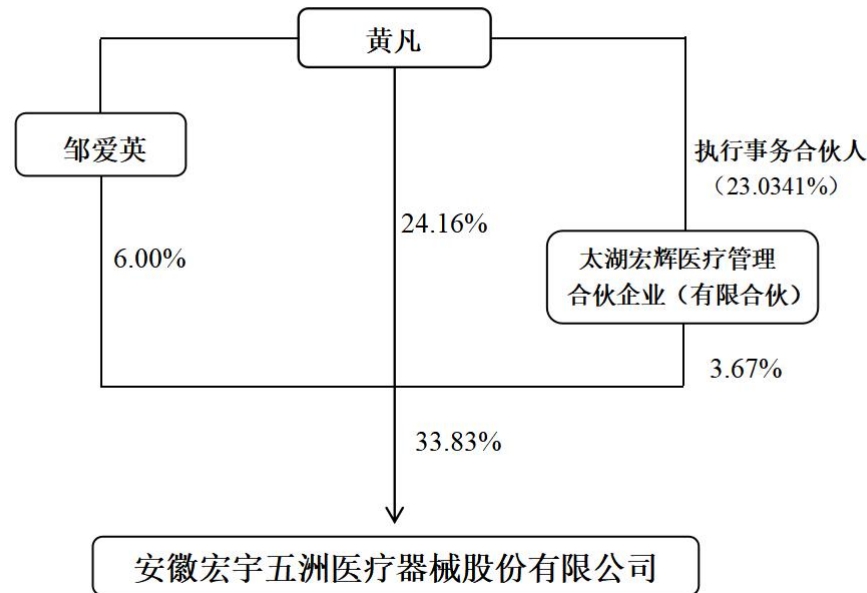 黄凡
邹爱英
执行事务合伙人
（23.0341%）
24.16%
6.00%
太湖宏辉医疗管理
合伙企业（有限合伙）
3.67%
33.83%
安徽宏宇五洲医疗器械股份有限公司